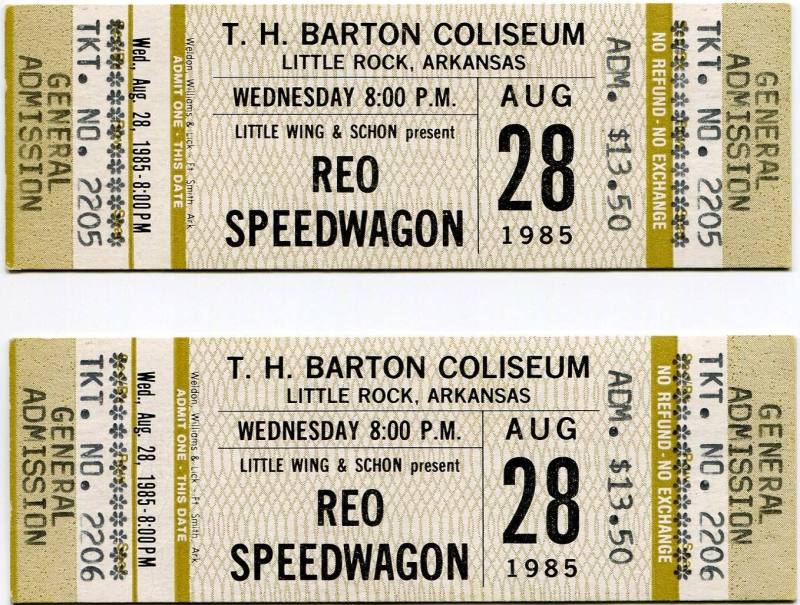 GENERAL
ADMISSION
TKT. NO. 2205
Wed., Aug. 28, 1985 - 8:00 PM
ADMIT ONE - THIS DATE
Weldon, Williams & Lick - Ft. Smith, Ark
T. H. BARTON COLISEUM
LITTLE ROCK, ARKANSAS
WEDNESDAY 8:00 P.M.
LITTLE WING & SCHON present
REO
SPEEDWAGON
AUG
28
1985
ADM. $13.50
NO REFUND - NO EXCHANGE
TKT. NO. 2205
GENERAL
ADMISSION
GENERAL
ADMISSION
TKT. NO. 2206
Wed., Aug. 28, 1985 - 8:00 PM
ADMIT ONE - THIS DATE
Weldon, Williams & Lick - Ft. Smith, Ark
T. H. BARTON COLISEUM
LITTLE ROCK, ARKANSAS
WEDNESDAY 8:00 P.M.
LITTLE WING & SCHON present
REO
SPEEDWAGON
AUG
28
1985
ADM. $13.50
NO REFUND - NO EXCHANGE
TKT. NO. 2206
GENERAL
ADMISSION